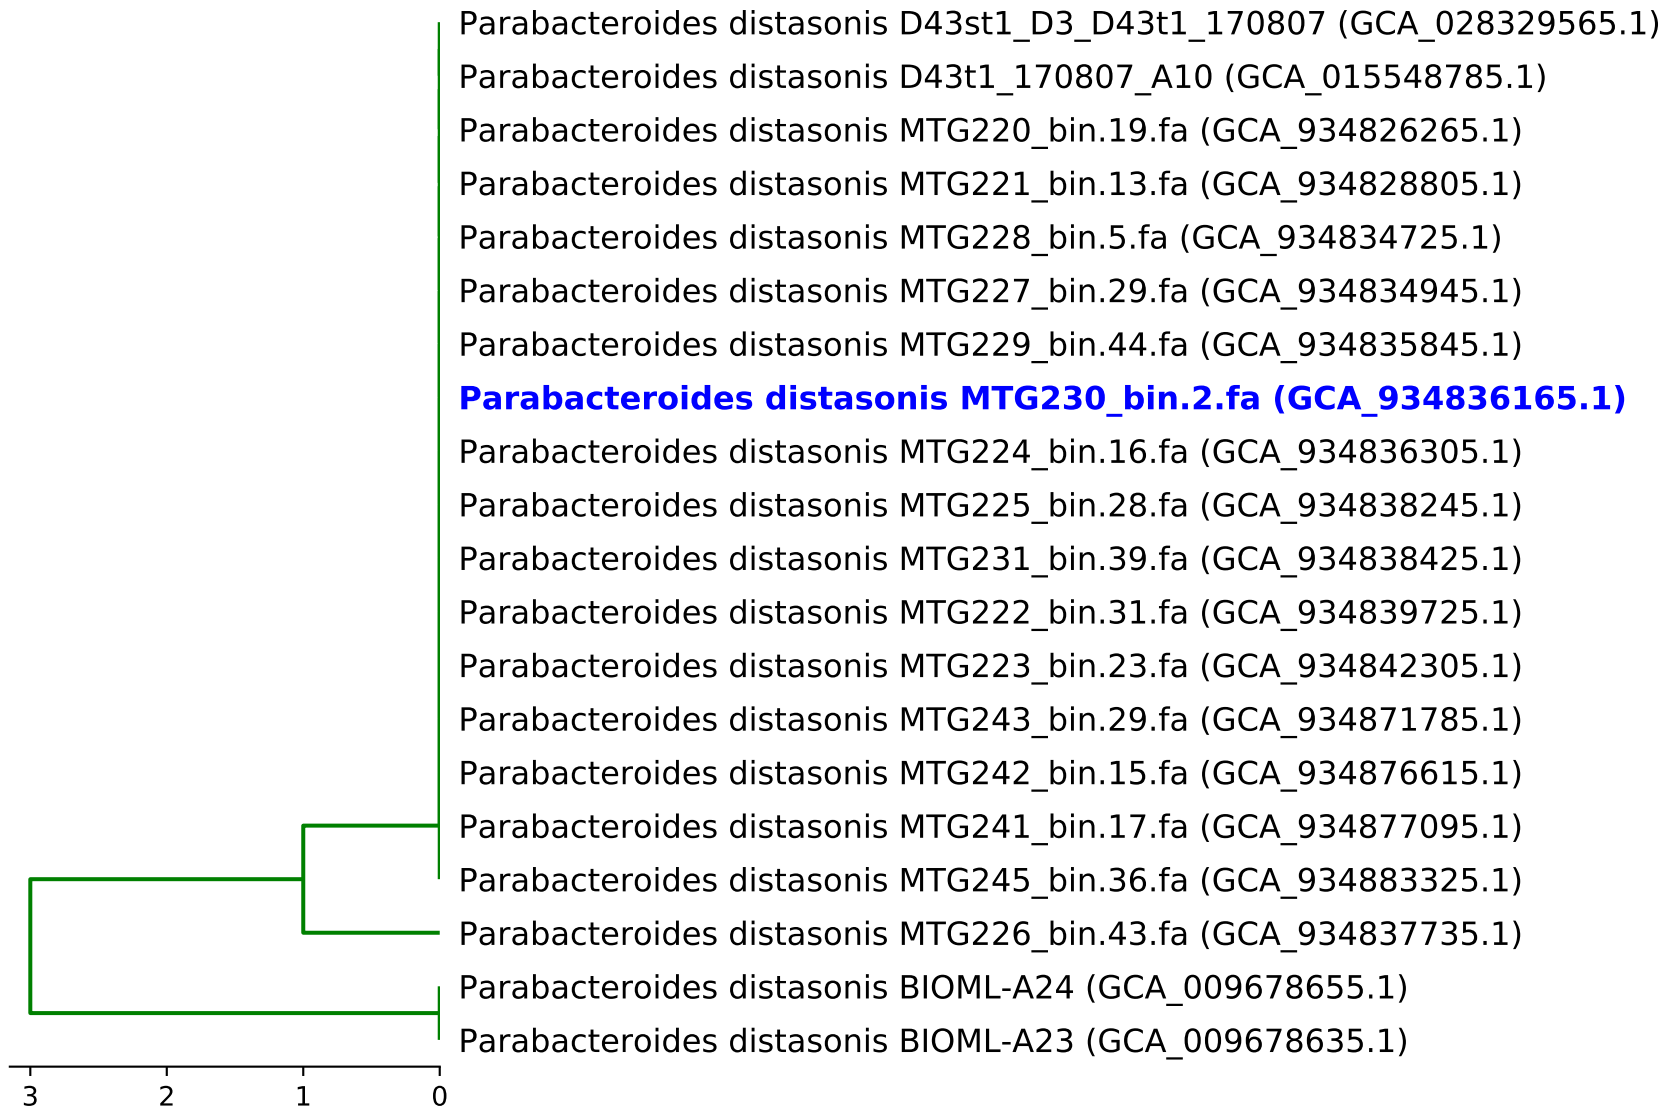 Parabacteroides distasonis D43st1_D3_D43t1_170807 (GCA_028329565.1)
Parabacteroides distasonis D43t1_170807_A10 (GCA_015548785.1)
Parabacteroides distasonis MTG220_bin.19.fa (GCA_934826265.1)
Parabacteroides distasonis MTG221_bin.13.fa (GCA_934828805.1)
Parabacteroides distasonis MTG228_bin.5.fa (GCA_934834725.1)
Parabacteroides distasonis MTG227_bin.29.fa (GCA_934834945.1)
Parabacteroides distasonis MTG229_bin.44.fa (GCA_934835845.1)
Parabacteroides distasonis MTG230_bin.2.fa (GCA_934836165.1)
Parabacteroides distasonis MTG224_bin.16.fa (GCA_934836305.1)
Parabacteroides distasonis MTG225_bin.28.fa (GCA_934838245.1)
Parabacteroides distasonis MTG231_bin.39.fa (GCA_934838425.1)
Parabacteroides distasonis MTG222_bin.31.fa (GCA_934839725.1)
Parabacteroides distasonis MTG223_bin.23.fa (GCA_934842305.1)
Parabacteroides distasonis MTG243_bin.29.fa (GCA_934871785.1)
Parabacteroides distasonis MTG242_bin.15.fa (GCA_934876615.1)
Parabacteroides distasonis MTG241_bin.17.fa (GCA_934877095.1)
Parabacteroides distasonis MTG245_bin.36.fa (GCA_934883325.1)
Parabacteroides distasonis MTG226_bin.43.fa (GCA_934837735.1)
Parabacteroides distasonis BIOML-A24 (GCA_009678655.1)
Parabacteroides distasonis BIOML-A23 (GCA_009678635.1)
3 2 1 0